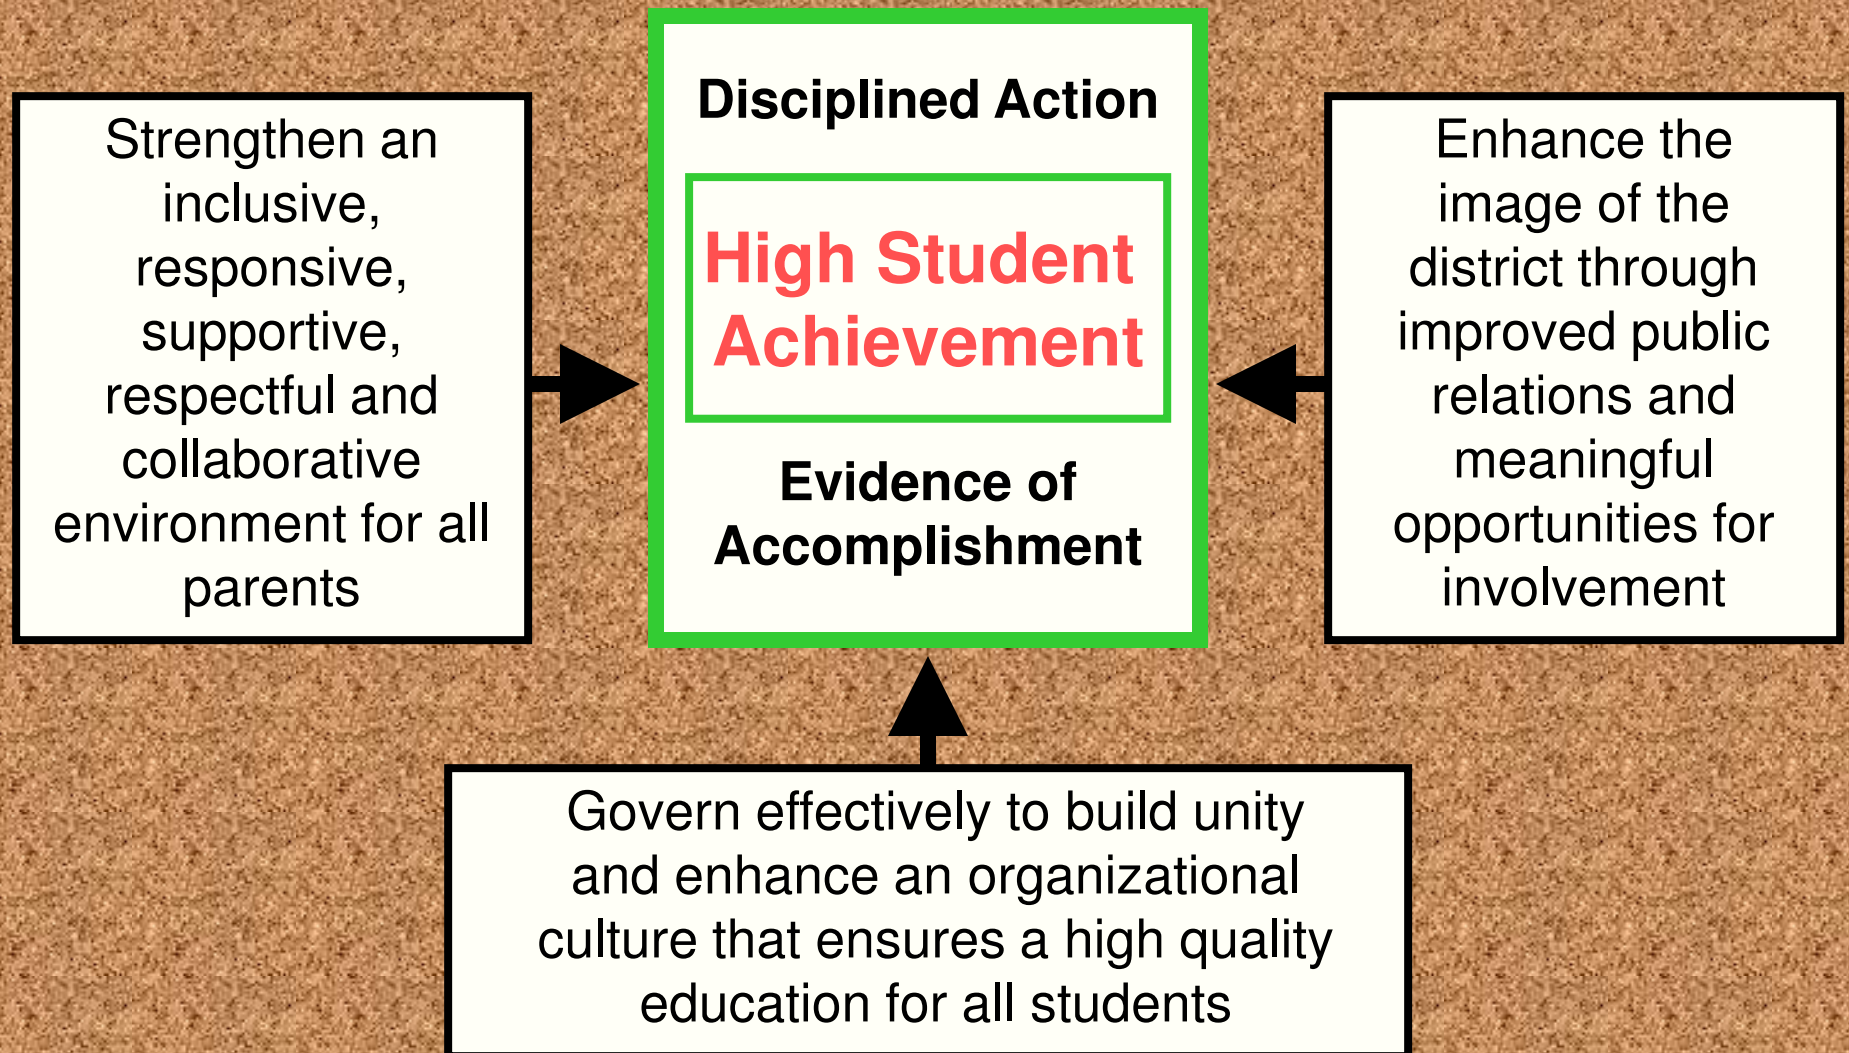 Strengthen an
inclusive,
responsive,
supportive,
respectful and
collaborative
environment for all
parents
Disciplined Action
High Student
Achievement
Evidence of
Accomplishment
Enhance the
image of the
district through
improved public
relations and
meaningful
opportunities for
involvement
Govern effectively to build unity
and enhance an organizational
culture that ensures a high quality
education for all students